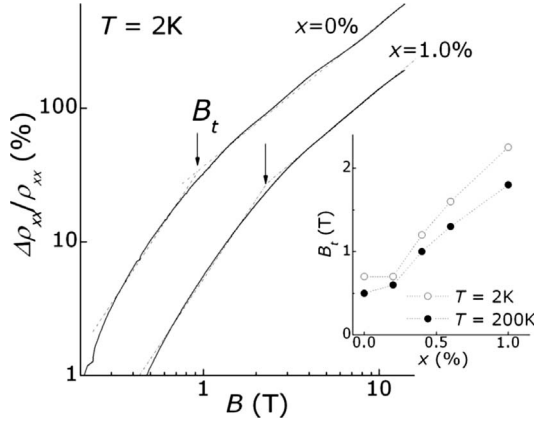 T = 2K
x=0%
x=1.0%
B_t
Δρ_xx/ρ_xx (%)
100
10
1
1
10
B (T)
B_t (T)
2
1
0
0.0
0.5
1.0
x (%)
T = 2K
T = 200K